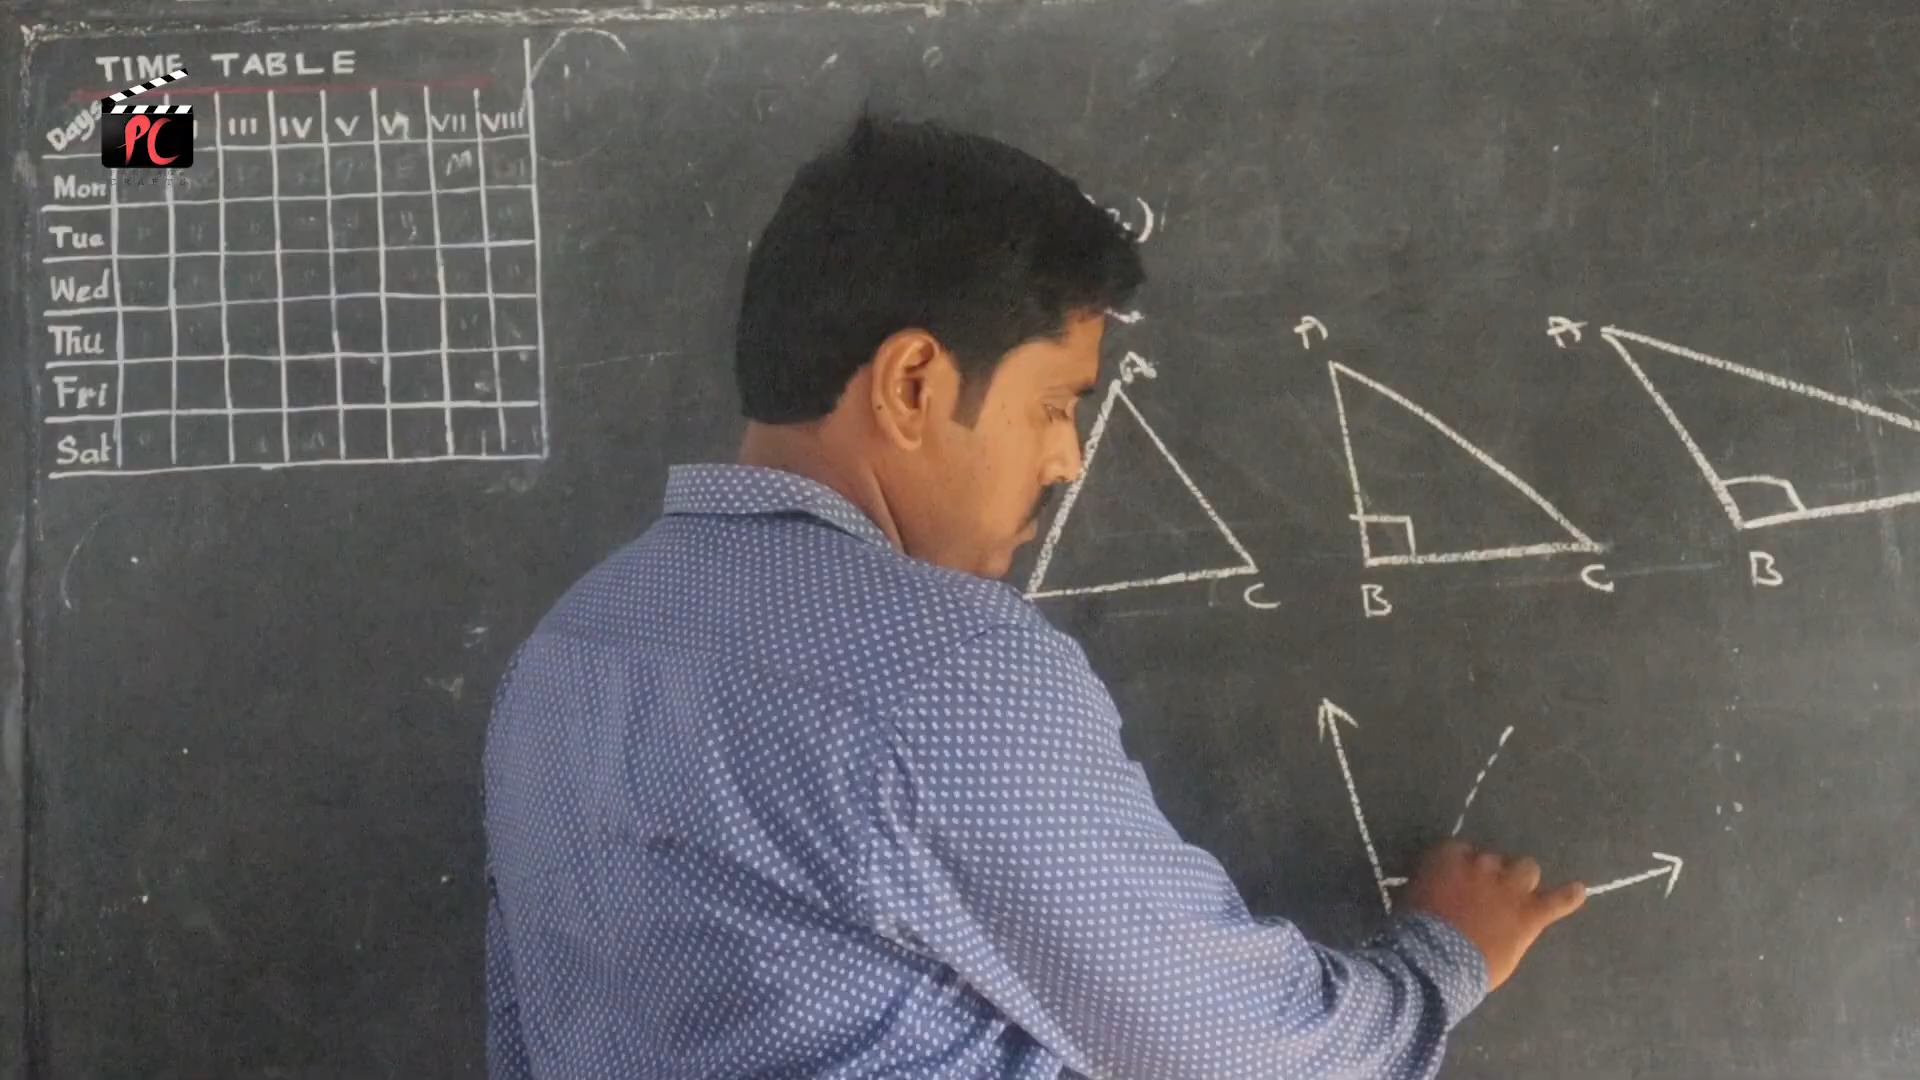 TIME TABLE
Days III IV V VI VII VIII
PC
Mon
Tue
Wed
Thu
Fri
Sat
A A A
C B C B